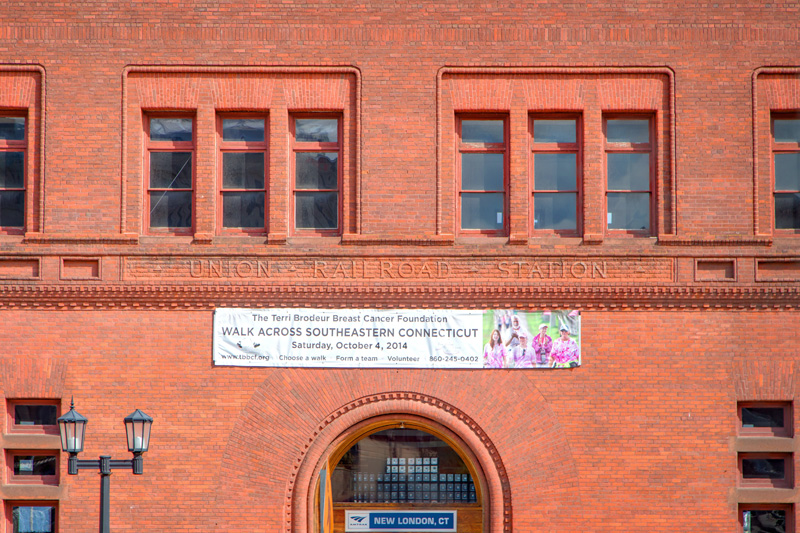 UNION RAILROAD STATION
The Terri Brodeur Breast Cancer Foundation
WALK ACROSS SOUTHEASTERN CONNECTICUT
Saturday, October 4, 2014
www.tbbcf.org Choose a walk Form a team Volunteer 860-245-0402
NEW LONDON, CT